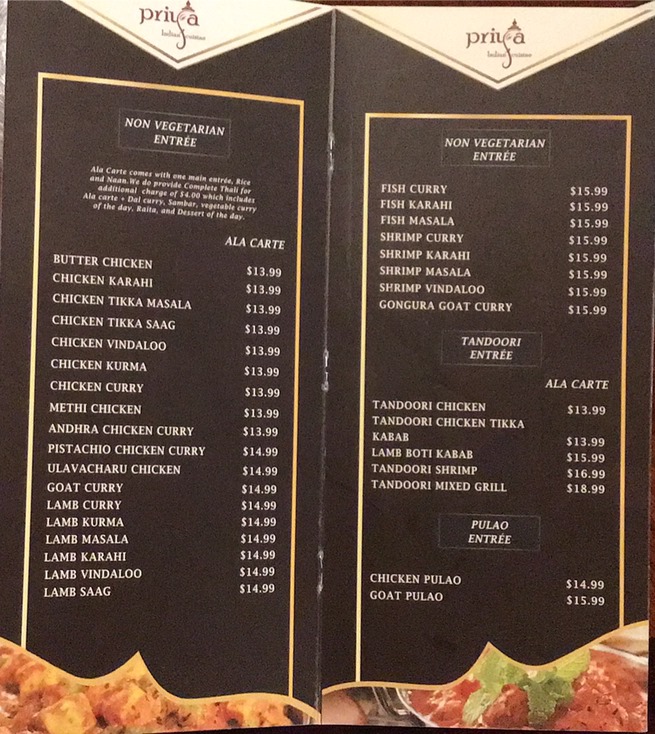 priya
Indian Cuisine
NON VEGETARIAN
ENTRÉE
Ala Carte comes with one main entrée, Rice
and Naan.We do provide Complete Thali for
additional charge of $4.00 which includes
Ala carte + Dal curry, Sambar, vegetable curry
of the day, Raita, and Dessert of the day.
ALA CARTE
BUTTER CHICKEN $13.99
CHICKEN KARAHI $13.99
CHICKEN TIKKA MASALA $13.99
CHICKEN TIKKA SAAG $13.99
CHICKEN VINDALOO $13.99
CHICKEN KURMA $13.99
CHICKEN CURRY $13.99
METHI CHICKEN $13.99
ANDHRA CHICKEN CURRY $13.99
PISTACHIO CHICKEN CURRY $14.99
ULAVACHARU CHICKEN $14.99
GOAT CURRY $14.99
LAMB CURRY $14.99
LAMB KURMA $14.99
LAMB MASALA $14.99
LAMB KARAHI $14.99
LAMB VINDALOO $14.99
LAMB SAAG $14.99
priya
Indian Cuisine
NON VEGETARIAN
ENTRÉE
FISH CURRY $15.99
FISH KARAHI $15.99
FISH MASALA $15.99
SHRIMP CURRY $15.99
SHRIMP KARAHI $15.99
SHRIMP MASALA $15.99
SHRIMP VINDALOO $15.99
GONGURA GOAT CURRY $15.99
TANDOORI
ENTRÉE
ALA CARTE
TANDOORI CHICKEN $13.99
TANDOORI CHICKEN TIKKA
KABAB $13.99
LAMB BOTI KABAB $15.99
TANDOORI SHRIMP $16.99
TANDOORI MIXED GRILL $18.99
PULAO
ENTRÉE
CHICKEN PULAO $14.99
GOAT PULAO $15.99